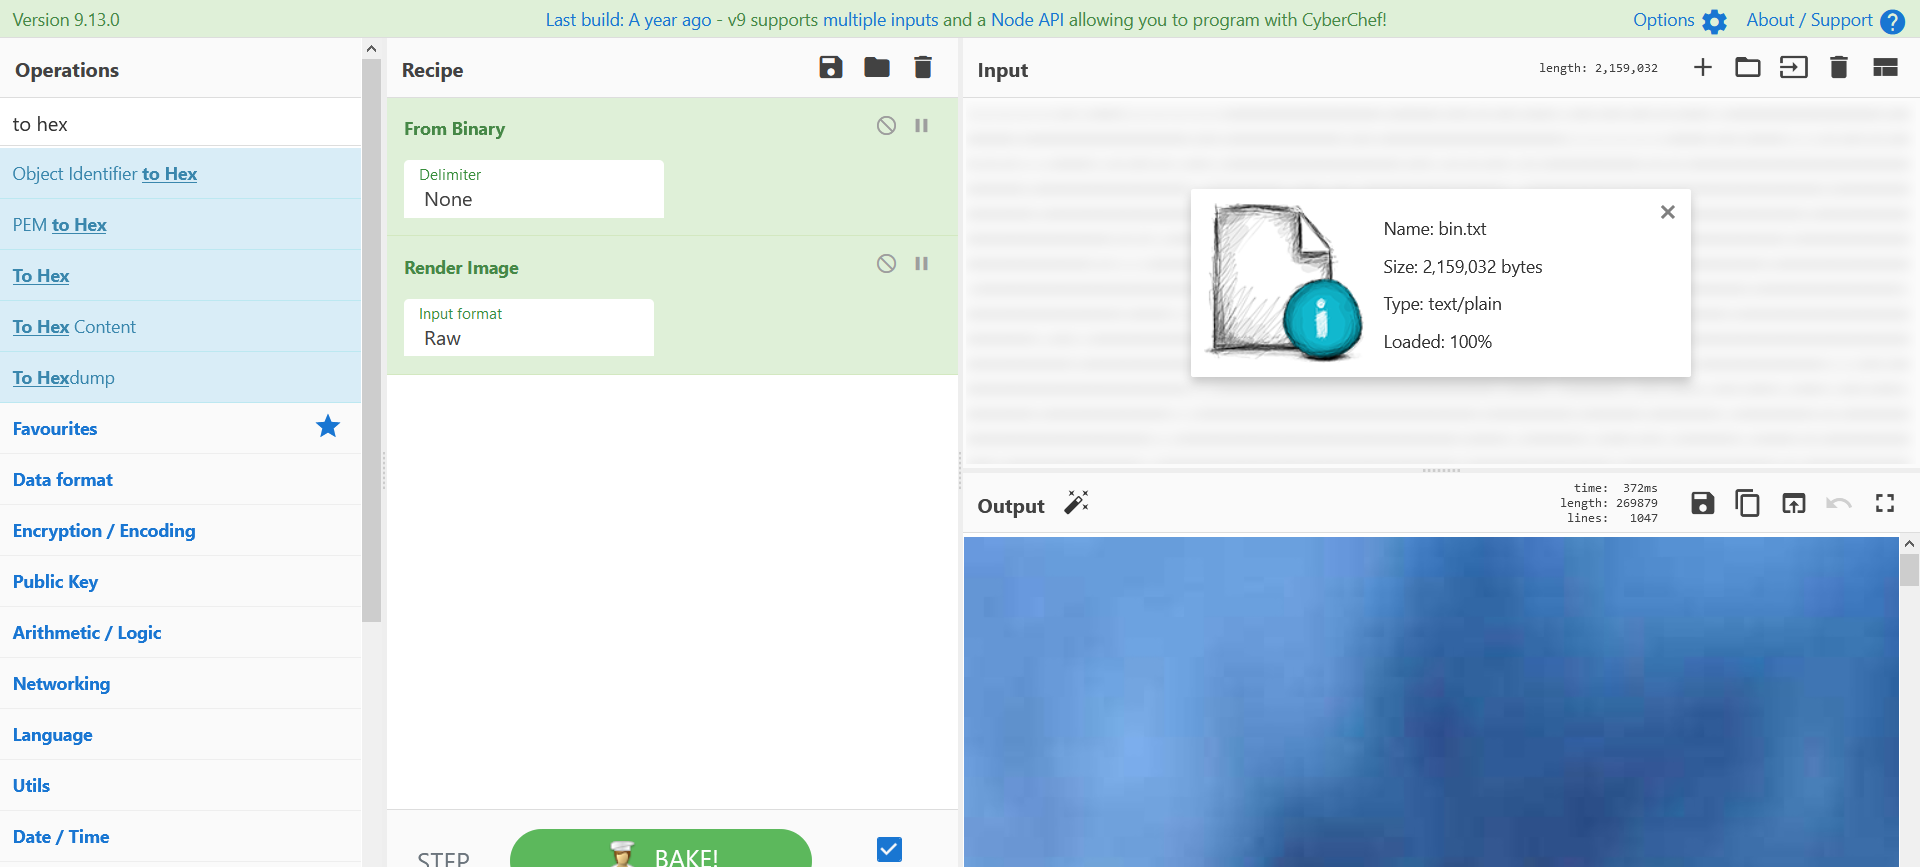 Version 9.13.0
Last build: A year ago - v9 supports multiple inputs and a Node API allowing you to program with CyberChef!
Options
About / Support
Operations
to hex
Object Identifier to Hex
PEM to Hex
To Hex
To Hex Content
To Hexdump
Favourites
Data format
Encryption / Encoding
Public Key
Arithmetic / Logic
Networking
Language
Utils
Date / Time
Recipe
From Binary
Delimiter
None
Render Image
Input format
Raw
STEP
BAKE!
Input
length: 2,159,032
Name: bin.txt
Size: 2,159,032 bytes
Type: text/plain
Loaded: 100%
Output
time: 372ms
length: 269879
lines: 1047